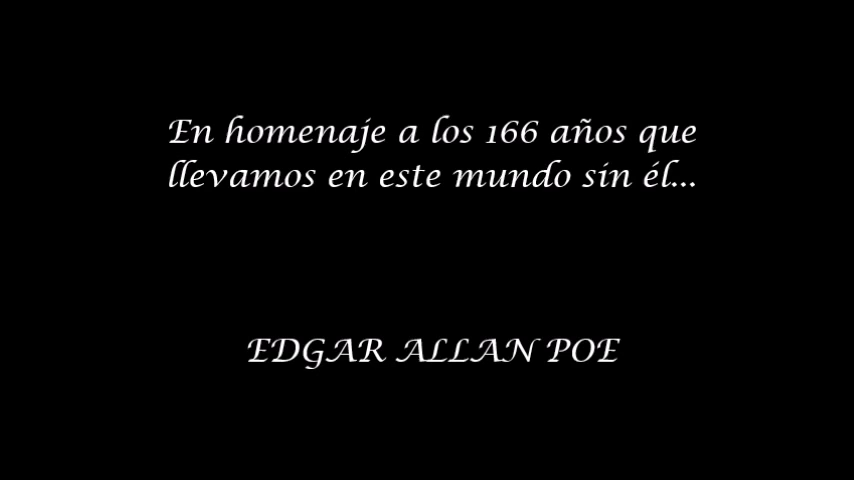 En homenaje a los 166 años que
llevamos en este mundo sin él...
EDGAR ALLAN POE